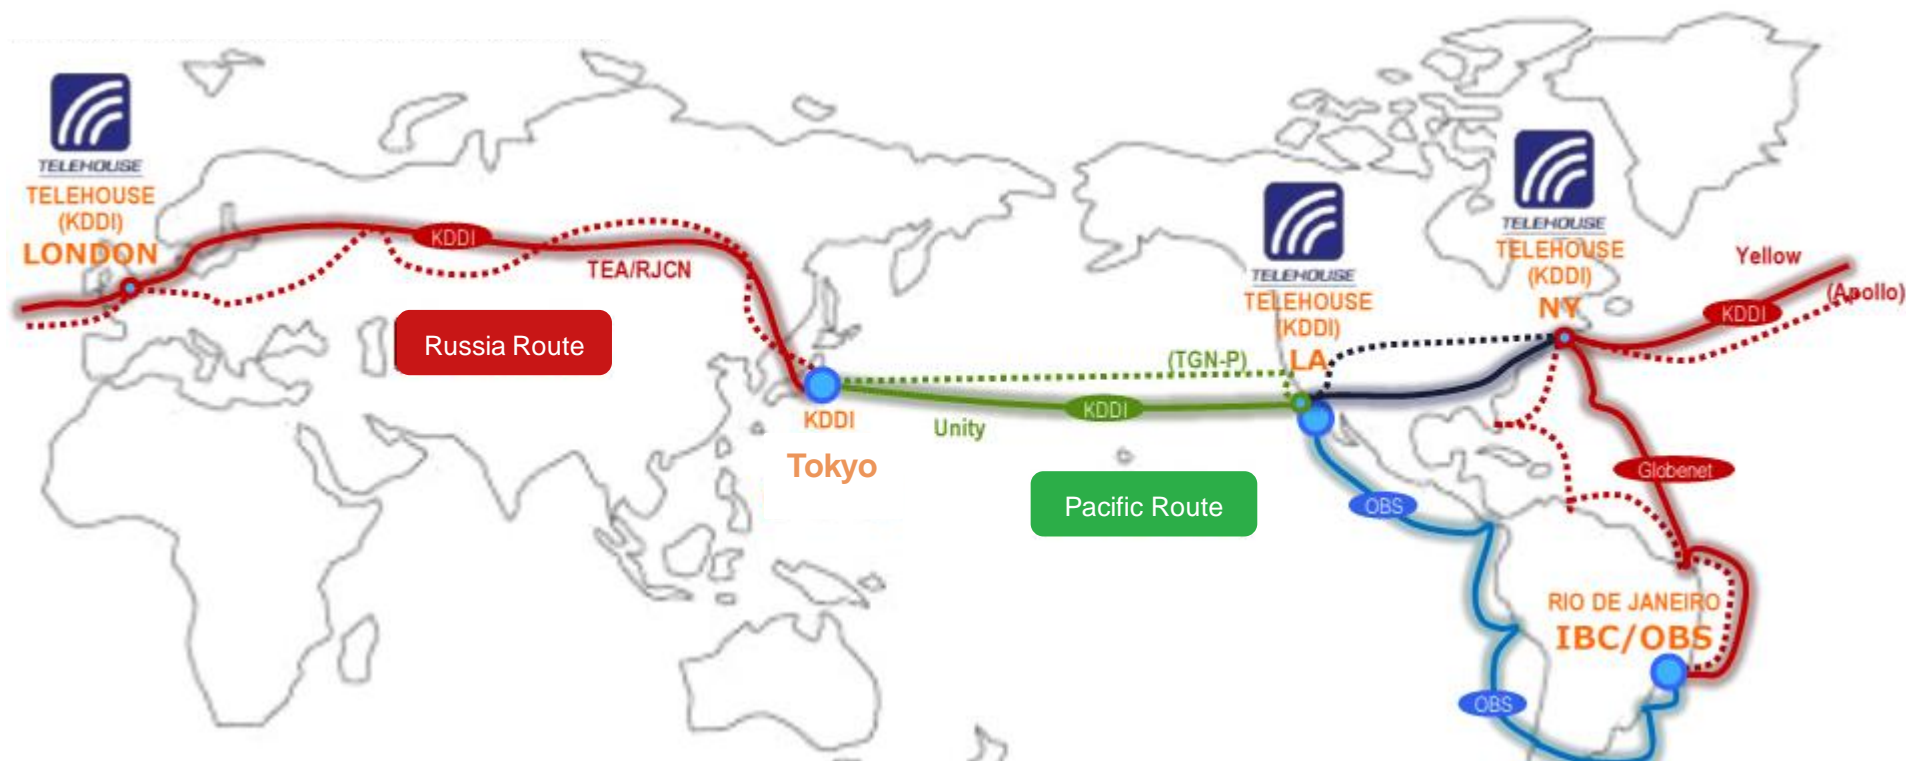 TELEHOUSE
TELEHOUSE
(KDDI)
LONDON
KDDI
TEA/RJCN
Russia Route
KDDI
Tokyo
Unity
KDDI
(TGN-P)
Pacific Route
TELEHOUSE
TELEHOUSE
(KDDI)
LA
TELEHOUSE
TELEHOUSE
(KDDI)
NY
Yellow
(Apollo)
KDDI
Globenet
OBS
RIO DE JANEIRO
IBC/OBS
OBS